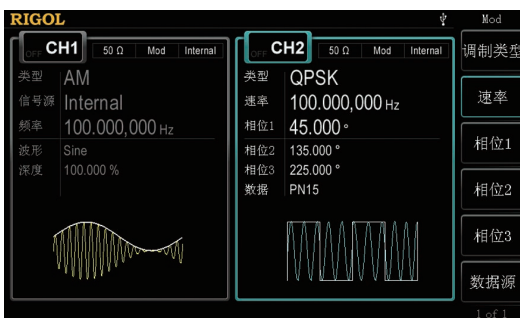 RIGOL
Mod
OFF CH1 50 Ω Mod Internal
类型 AM
信号源 Internal
频率 100.000,000 Hz
波形 Sine
深度 100.000 %
OFF CH2 50 Ω Mod Internal
类型 QPSK
速率 100.000,000 Hz
相位1 45.000 °
相位2 135.000 °
相位3 225.000 °
数据 PN15
调制类型
速率
相位1
相位2
相位3
数据源
1 of 1